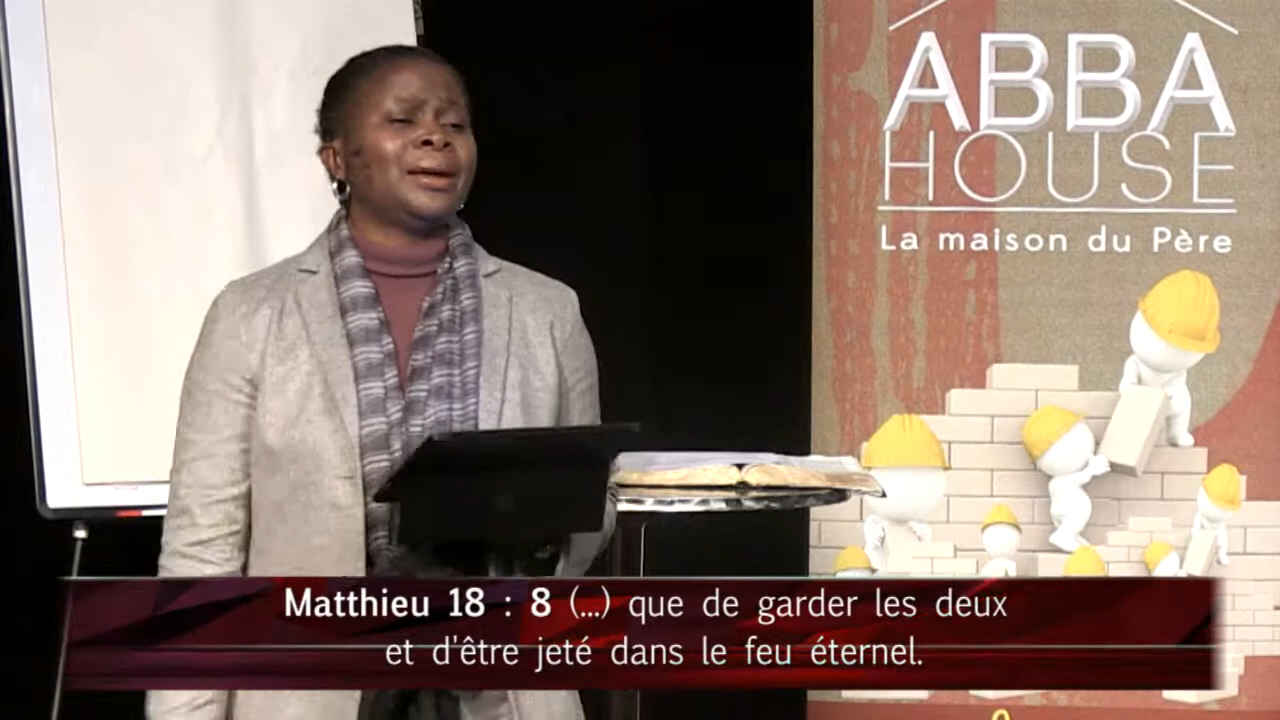 ABBA
HOUSE
La maison du Père
Matthieu 18 : 8 (...) que de garder les deux
et d'être jeté dans le feu éternel.